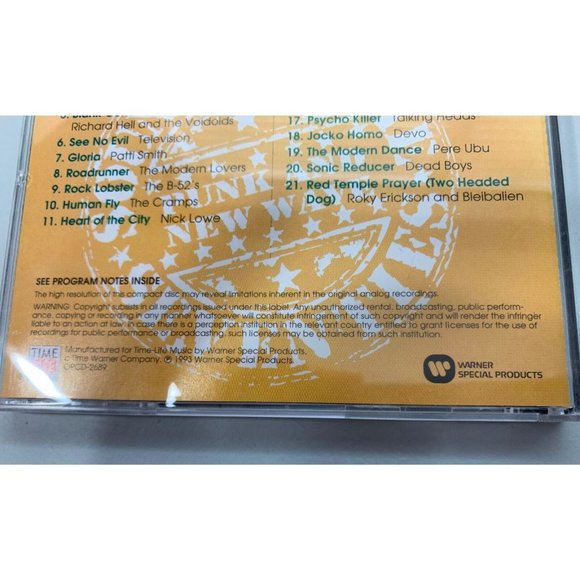 5. Blank
Richard Hell and the Voidoids
6. See No Evil Television
7. Gloria Patti Smith
8. Roadrunner The Modern Lovers
9. Rock Lobster The B-52's
10. Human Fly The Cramps
11. Heart of the City Nick Lowe
17. Psycho Killer Talking Heads
18. Jocko Homo Devo
19. The Modern Dance Pere Ubu
20. Sonic Reducer Dead Boys
21. Red Temple Prayer (Two Headed
Dog) Roky Erickson and Bleibalien
PUNK
NEW WAVE
SEE PROGRAM NOTES INSIDE
The high resolution of this compact disc may reveal limitations inherent in the original analog recordings.
WARNING: Copyright subsists in all recordings issued under this label. Any unauthorized rental, broadcasting, public perform-
ance, copying or recording in any manner whatsoever will constitute infringement of such copyright and will render the infringer
liable to an action at law. In case there is a perception institution in the relevant country entitled to grant licenses for the use of
recordings for public performance or broadcasting, such licenses may be obtained from such institution.
TIME
Manufactured for Time-Life Music by Warner Special Products,
a Time Warner Company. ℗ 1993 Warner Special Products.
OPCD-2689
WARNER
SPECIAL PRODUCTS